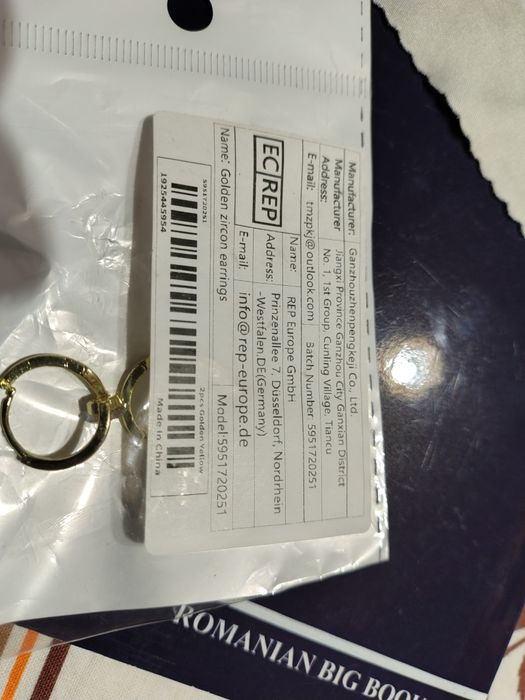 Manufacturer: Ganzhouzhenpengkeji Co., Ltd.
Manufacturer Address: Jiangxi Province Ganzhou City Ganxian District
No. 1, 1st Group, Cunling Village, Tiancu
E-mail: tmzpkj@outlook.com Batch Number 5951720251
EC REP
Name: REP Europe GmbH
Address: Prinzenallee 7, Düsseldorf, Nordrhein
-Westfalen,DE(Germany)
E-mail: info@rep-europe.de
Name: Golden zircon earrings Model:5951720251
5951720251 2pcs Golden Yellow
1925445954 Made in China
ROMANIAN BIG BOOK